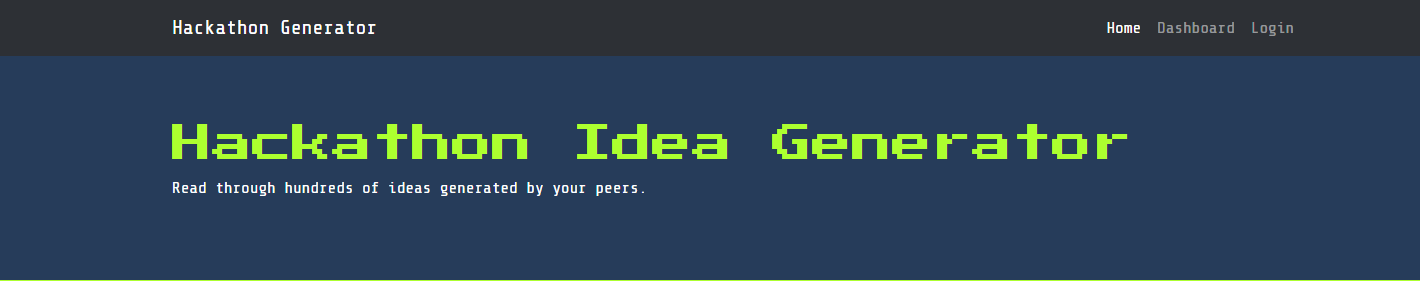 Hackathon Generator
Home Dashboard Login
Hackathon Idea Generator
Read through hundreds of ideas generated by your peers.